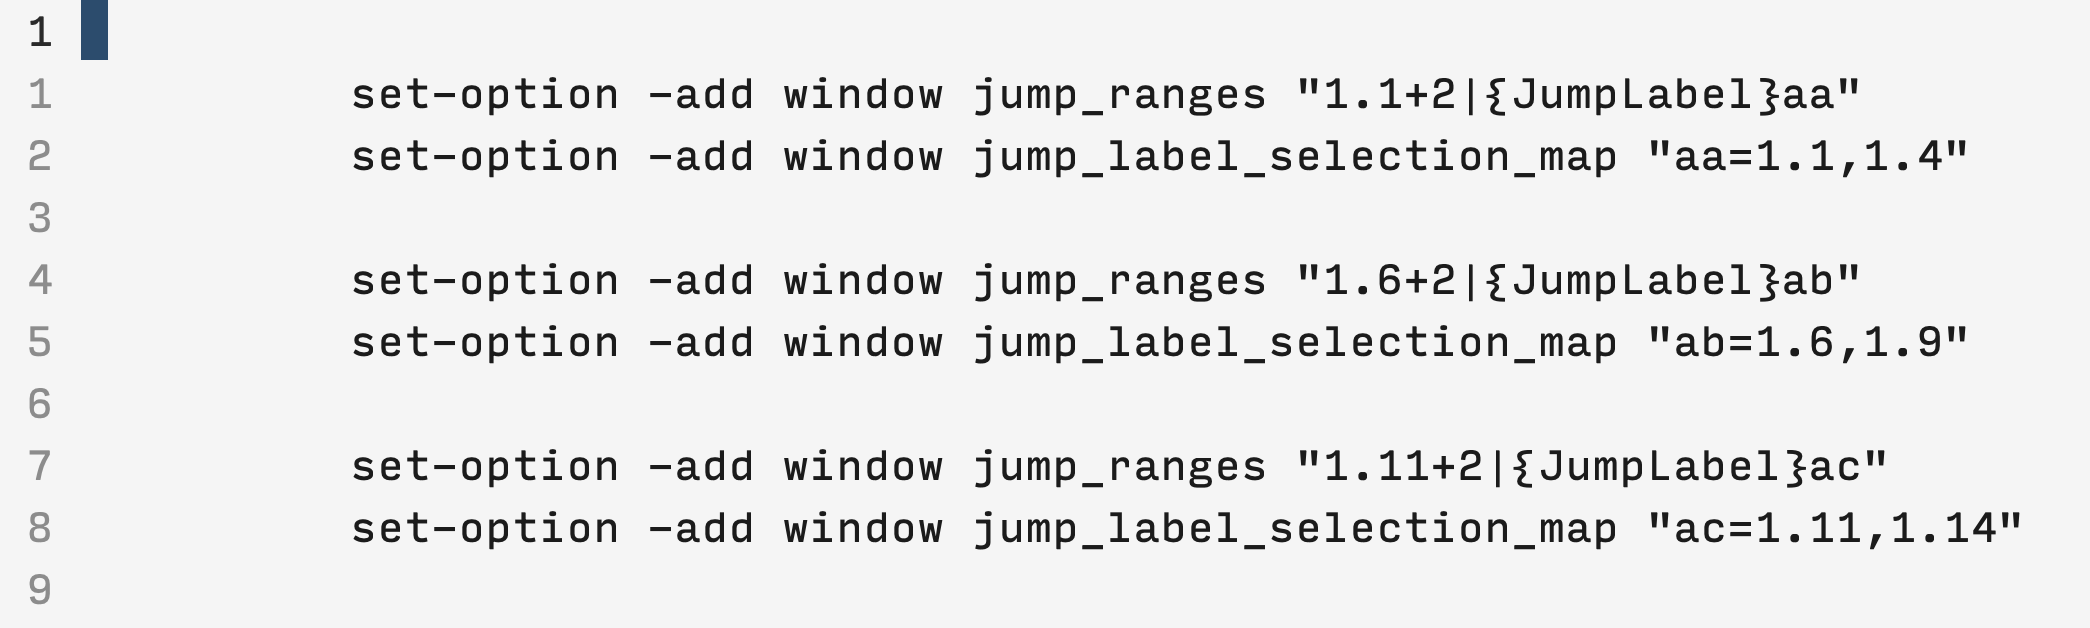 1
1 set-option -add window jump_ranges "1.1+2|{JumpLabel}aa"
2 set-option -add window jump_label_selection_map "aa=1.1,1.4"
3
4 set-option -add window jump_ranges "1.6+2|{JumpLabel}ab"
5 set-option -add window jump_label_selection_map "ab=1.6,1.9"
6
7 set-option -add window jump_ranges "1.11+2|{JumpLabel}ac"
8 set-option -add window jump_label_selection_map "ac=1.11,1.14"
9